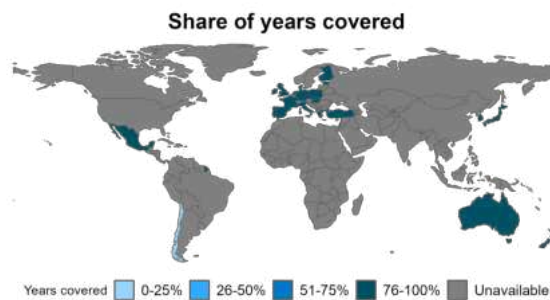 Share of years covered
Years covered 0-25% 26-50% 51-75% 76-100% Unavailable